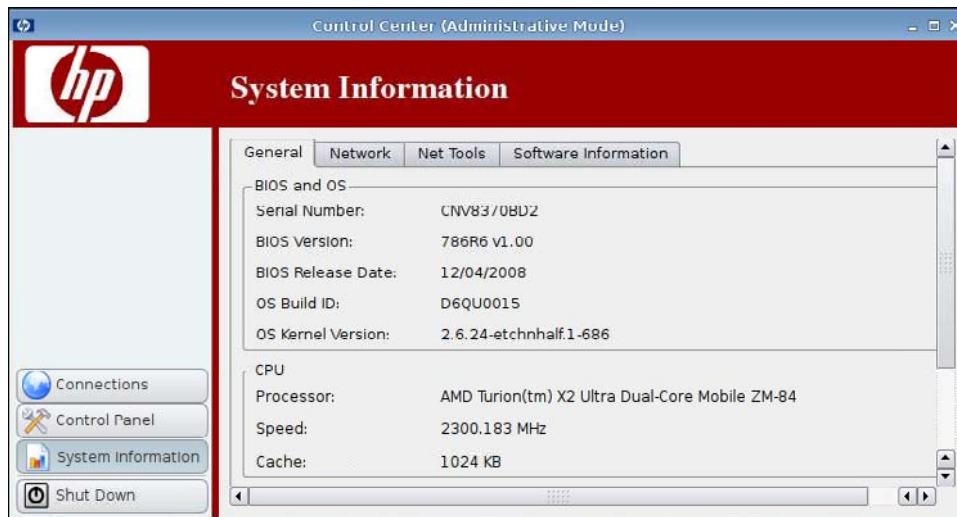 Control Center (Administrative Mode)
hp
System Information
General Network Net Tools Software Information
BIOS and OS
Serial Number: CNV8370BD2
BIOS Version: 786R6 v1.00
BIOS Release Date: 12/04/2008
OS Build ID: D6QU0015
OS Kernel Version: 2.6.24-etchnhalf.1-686
CPU
Processor: AMD Turion(tm) X2 Ultra Dual-Core Mobile ZM-84
Speed: 2300.183 MHz
Cache: 1024 KB
Connections
Control Panel
System Information
Shut Down